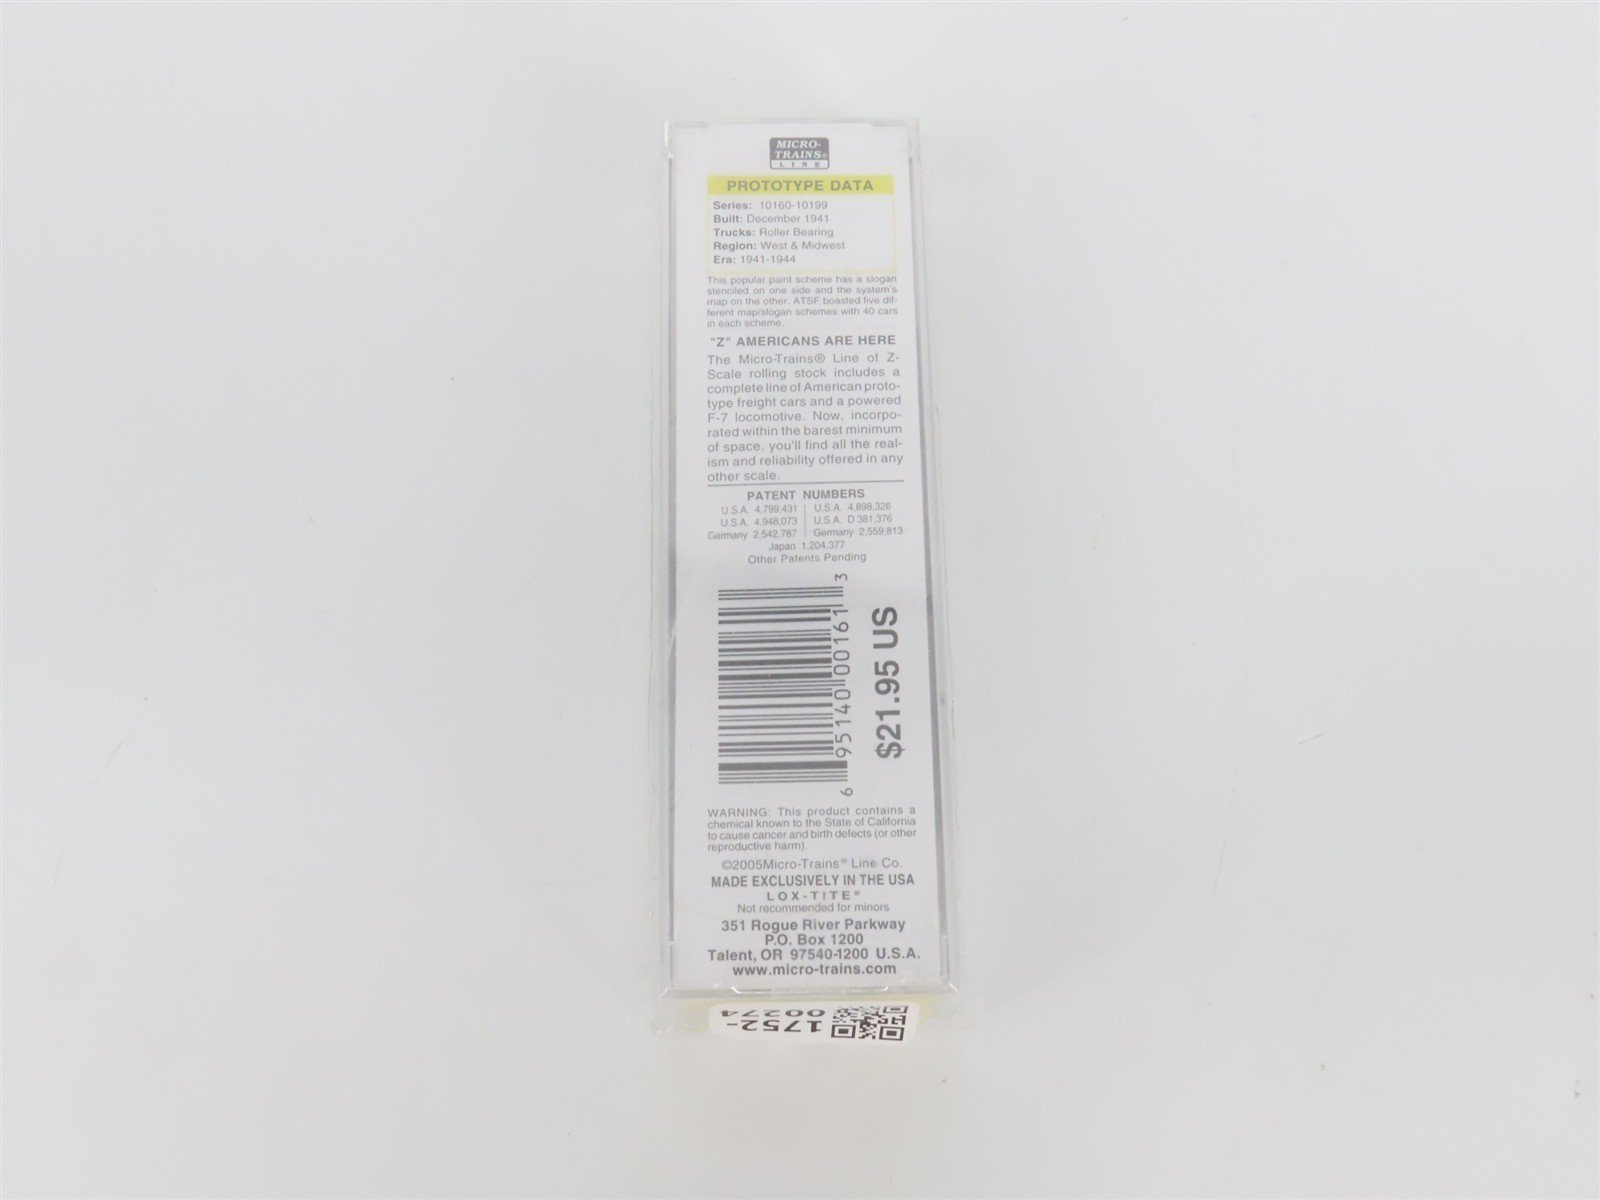 MICRO-
TRAINS®
LINE
PROTOTYPE DATA
Series: 10160-10199
Built: December 1941
Trucks: Roller Bearing
Region: West & Midwest
Era: 1941-1944
This popular paint scheme has a slogan
stenciled on one side and the system's
map on the other. ATSF boasted five dif-
ferent map/slogan schemes with 40 cars
in each scheme.
"Z" AMERICANS ARE HERE
The Micro-Trains® Line of Z-
Scale rolling stock includes a
complete line of American proto-
type freight cars and a powered
F-7 locomotive. Now, incorpo-
rated within the barest minimum
of space, you'll find all the real-
ism and reliability offered in any
other scale.
PATENT NUMBERS
U.S.A. 4,799,431 U.S.A. 4,898,326
U.S.A. 4,948,073 U.S.A. D 381,376
Germany 2,542,787 Germany 2,559,813
Japan 1,204,377
Other Patents Pending
6 95140 00161 3
$21.95 US
WARNING: This product contains a
chemical known to the State of California
to cause cancer and birth defects (or other
reproductive harm).
©2005Micro-Trains® Line Co.
MADE EXCLUSIVELY IN THE USA
LOX-TITE®
Not recommended for minors
351 Rogue River Parkway
P.O. Box 1200
Talent, OR 97540-1200 U.S.A.
www.micro-trains.com
1752-
00274